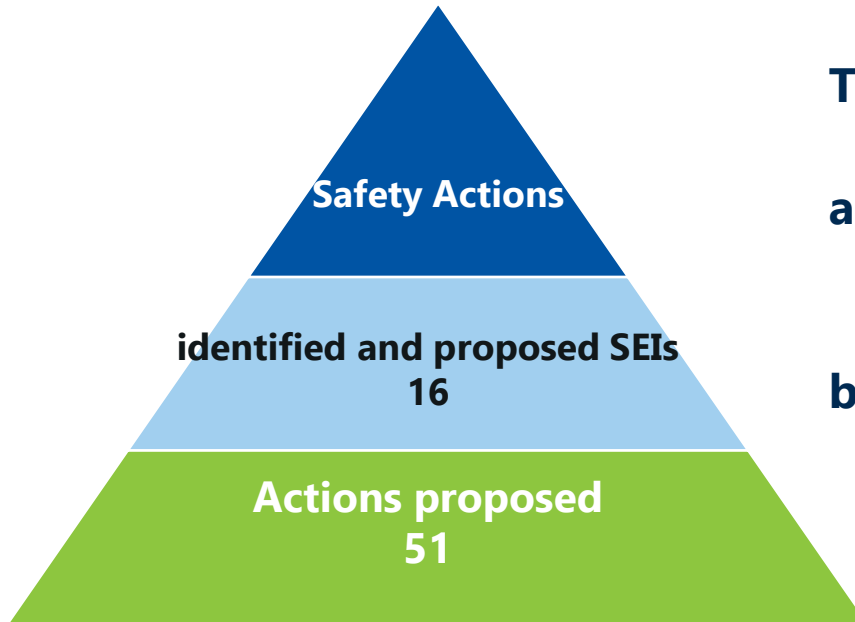 T
Safety Actions
a
identified and proposed SEIs
16
b
Actions proposed
51